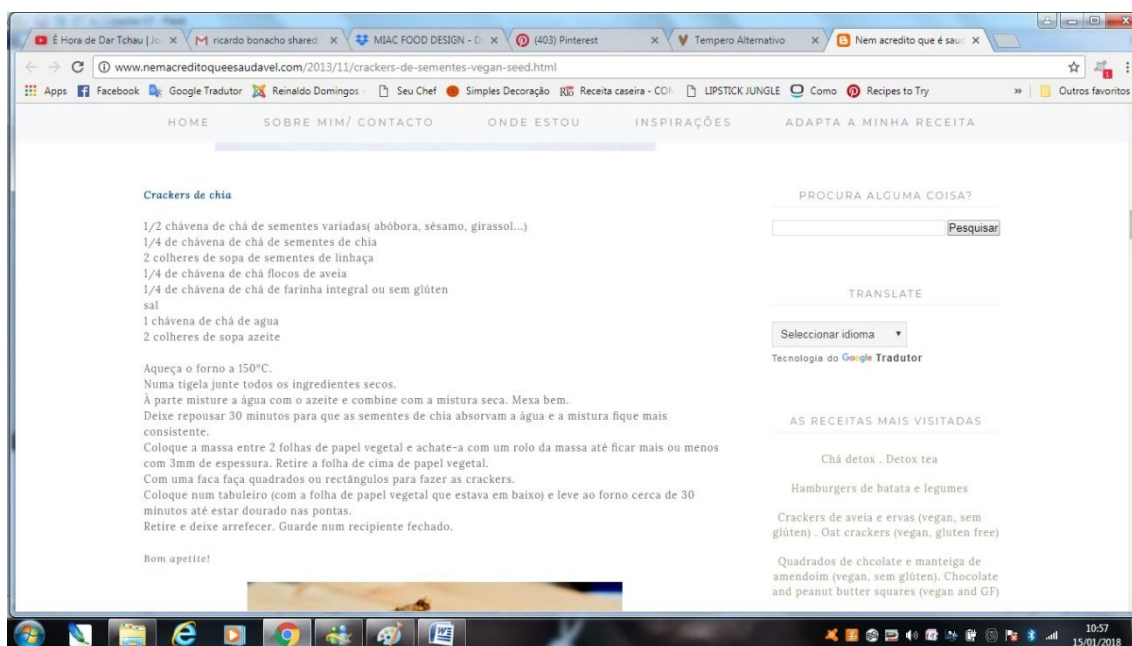 É Hora de Dar Tchau | Jo
ricardo bonacho shared
MIAC FOOD DESIGN - D
(403) Pinterest
Tempero Alternativo
Nem acredito que é sauc
www.nemacreditoqueesaudavel.com/2013/11/crackers-de-sementes-vegan-seed.html
Apps Facebook Google Tradutor Reinaldo Domingos Seu Chef Simples Decoração Receita caseira - CO LIPSTICK JUNGLE Como Recipes to Try » Outros favoritos
HOME SOBRE MIM/ CONTACTO ONDE ESTOU INSPIRAÇÕES ADAPTA A MINHA RECEITA
Crackers de chia
1/2 chávena de chá de sementes variadas( abóbora, sésamo, girassol...)
1/4 de chávena de chá de sementes de chia
2 colheres de sopa de sementes de linhaça
1/4 de chávena de chá flocos de aveia
1/4 de chávena de chá de farinha integral ou sem glúten
sal
1 chávena de chá de agua
2 colheres de sopa azeite
Aqueça o forno a 150°C.
Numa tigela junte todos os ingredientes secos.
À parte misture a água com o azeite e combine com a mistura seca. Mexa bem.
Deixe repousar 30 minutos para que as sementes de chia absorvam a água e a mistura fique mais
consistente.
Coloque a massa entre 2 folhas de papel vegetal e achate-a com um rolo da massa até ficar mais ou menos
com 3mm de espessura. Retire a folha de cima de papel vegetal.
Com uma faca faça quadrados ou rectângulos para fazer as crackers.
Coloque num tabuleiro (com a folha de papel vegetal que estava em baixo) e leve ao forno cerca de 30
minutos até estar dourado nas pontas.
Retire e deixe arrefecer. Guarde num recipiente fechado.
Bom apetite!
PROCURA ALGUMA COISA?
Pesquisar
TRANSLATE
Seleccionar idioma
Tecnologia do Google Tradutor
AS RECEITAS MAIS VISITADAS
Chá detox . Detox tea
Hamburgers de batata e legumes
Crackers de aveia e ervas (vegan, sem
glúten) . Oat crackers (vegan, gluten free)
Quadrados de chcolate e manteiga de
amendoim (vegan, sem glúten). Chocolate
and peanut butter squares (vegan and GF)
10:57
15/01/2018